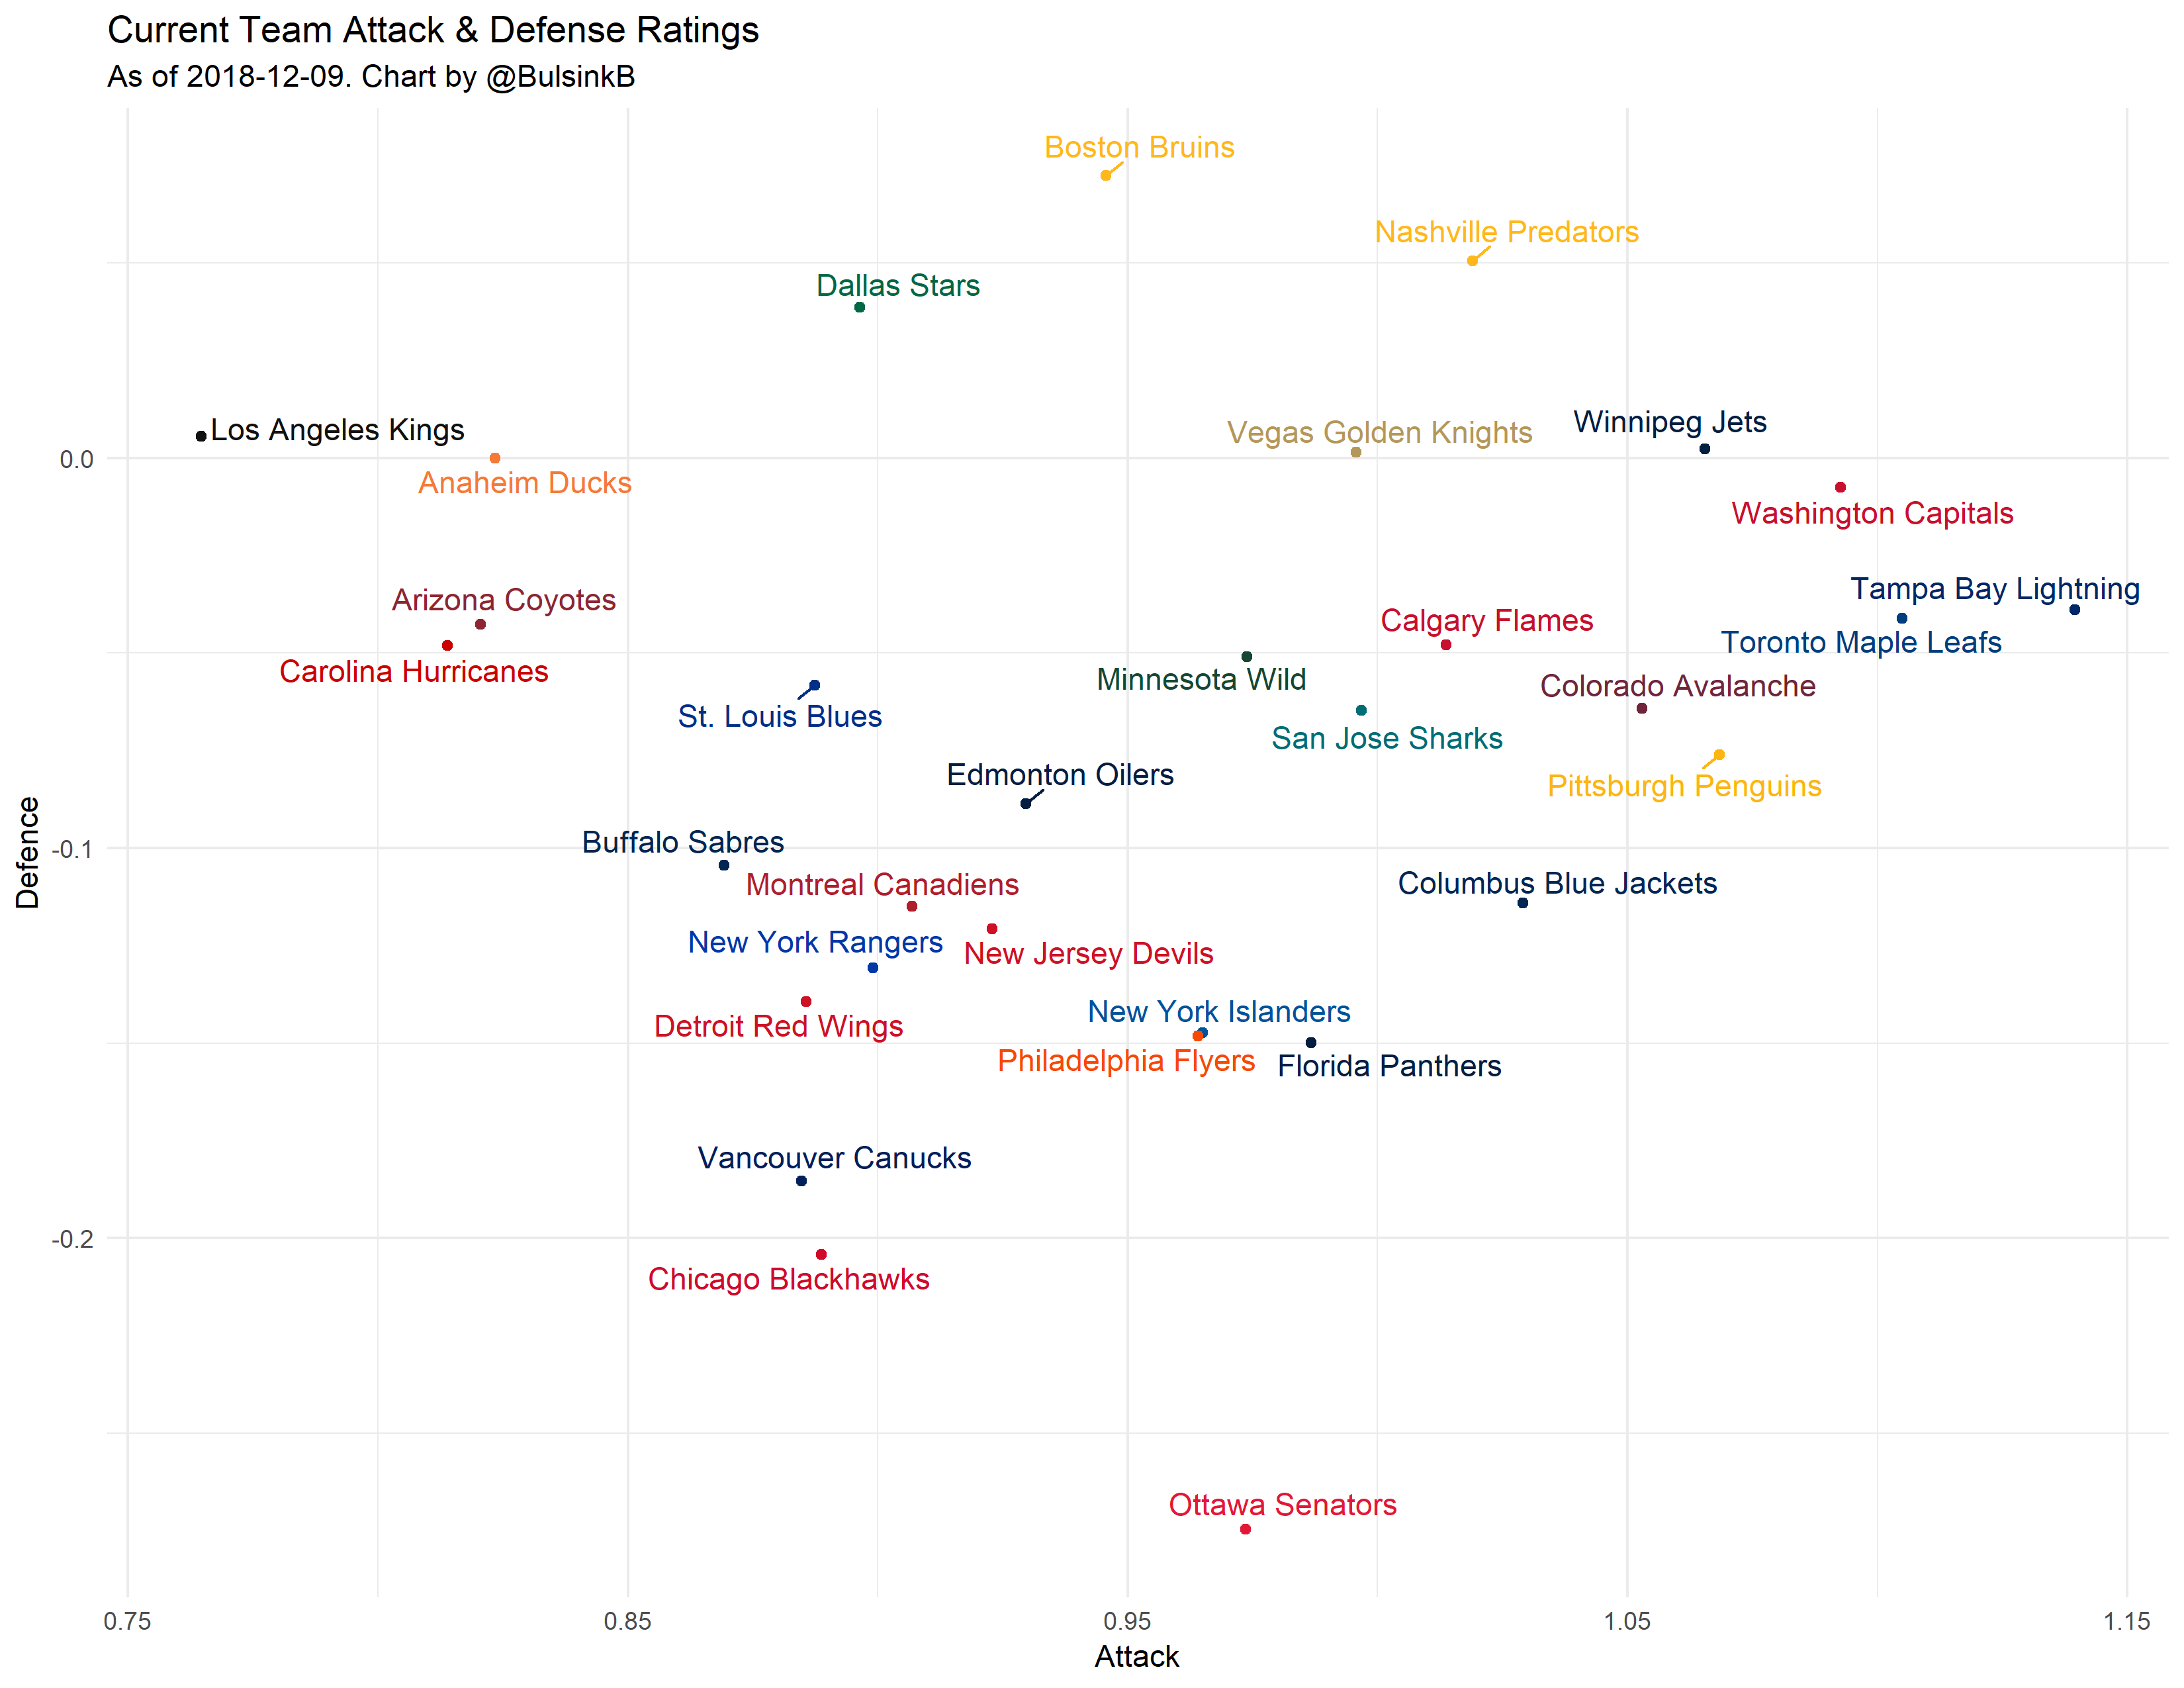 Current Team Attack & Defense Ratings
As of 2018-12-09. Chart by @BulsinkB
Boston Bruins
Nashville Predators
Dallas Stars
Los Angeles Kings
Winnipeg Jets
Vegas Golden Knights
0.0
Anaheim Ducks
Washington Capitals
Arizona Coyotes
Tampa Bay Lightning
Calgary Flames
Toronto Maple Leafs
Carolina Hurricanes
Minnesota Wild
Colorado Avalanche
St. Louis Blues
San Jose Sharks
Edmonton Oilers
Pittsburgh Penguins
Buffalo Sabres
-0.1
Defence
Montreal Canadiens
Columbus Blue Jackets
New York Rangers
New Jersey Devils
New York Islanders
Detroit Red Wings
Philadelphia Flyers
Florida Panthers
Vancouver Canucks
-0.2
Chicago Blackhawks
Ottawa Senators
0.75
0.85
0.95
1.05
1.15
Attack